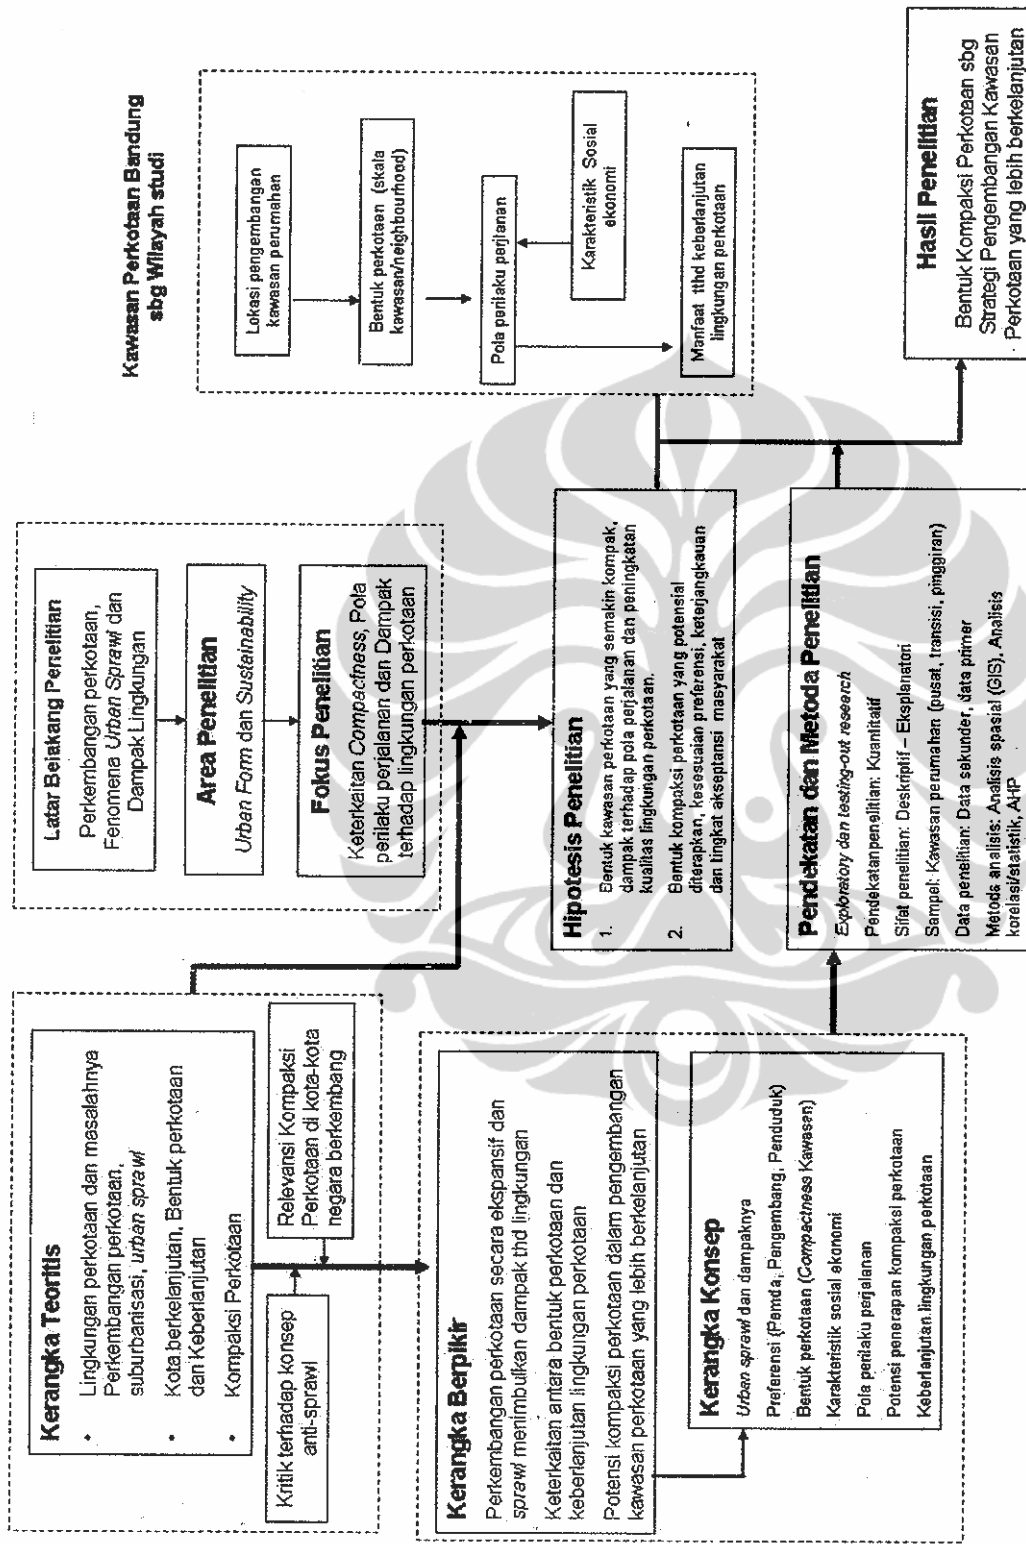 Kerangka Teoritis
• Lingkungan perkotaan dan masalahnya
Perkembangan perkotaan,
suburbanisasi, urban sprawl
• Kota berkelanjutan, Bentuk perkotaan
dan Keberlanjutan
• Kompaksi Perkotaan
Kritik terhadap konsep
anti-sprawl
Relevansi Kompaksi
Perkotaan di kota-kota
negara berkembang
Kerangka Berpikir
Perkembangan perkotaan secara ekspansif dan
sprawl menimbulkan dampak thd lingkungan
Keterkaitan antara bentuk perkotaan dan
keberlanjutan lingkungan perkotaan
Potensi kompaksi perkotaan dalam pengembangan
kawasan perkotaan yang lebih berkelanjutan
Kerangka Konsep
Urban sprawl dan dampaknya
Preferensi (Pemda, Pengembang, Penduduk)
Bentuk perkotaan (Compactness Kawasan)
Karakteristik sosial ekonomi
Pola perilaku perjalanan
Potensi penerapan kompaksi perkotaan
Keberlanjutan lingkungan perkotaan
Latar Belakang Penelitian
Perkembangan perkotaan,
Fenomena Urban Sprawl dan
Dampak Lingkungan
Area Penelitian
Urban Form dan Sustainability
Fokus Penelitian
Keterkaitan Compactness, Pola
perilaku perjalanan dan Dampak
terhadap lingkungan perkotaan
Hipotesis Penelitian
1. Bentuk kawasan perkotaan yang semakin kompak,
dampak terhadap pola perjalanan dan peningkatan
kualitas lingkungan perkotaan.
2. Bentuk kompaksi perkotaan yang potensial
diterapkan, kesesuaian preferensi, keterjangkauan
dan tingkat akseptansi masyarakat
Pendekatan dan Metoda Penelitian
Exploratory dan testing-out research
Pendekatan penelitian: Kuantitatif
Sifat penelitian: Deskriptif – Eksplanatori
Sampel: Kawasan perumahan (pusat, transisi, pinggiran)
Data penelitian: Data sekunder, data primer
Metode analisis: Analisis spasial (GIS), Analisis
korelasi/statistik, AHP
Kawasan Perkotaan Bandung
sbg Wilayah studi
Lokasi pengembangan
kawasan perumahan
Bentuk perkotaan (skala
kawasan/neighbourhood)
Pola perilaku perjlanan
Karakteristik Sosial
ekonomi
Manfaat tthd keberlanjutan
lingkungan perkotaan
Hasil Penelitian
Bentuk Kompaksi Perkotaan sbg
Strategi Pengembangan Kawasan
Perkotaan yang lebih berkelanjutan